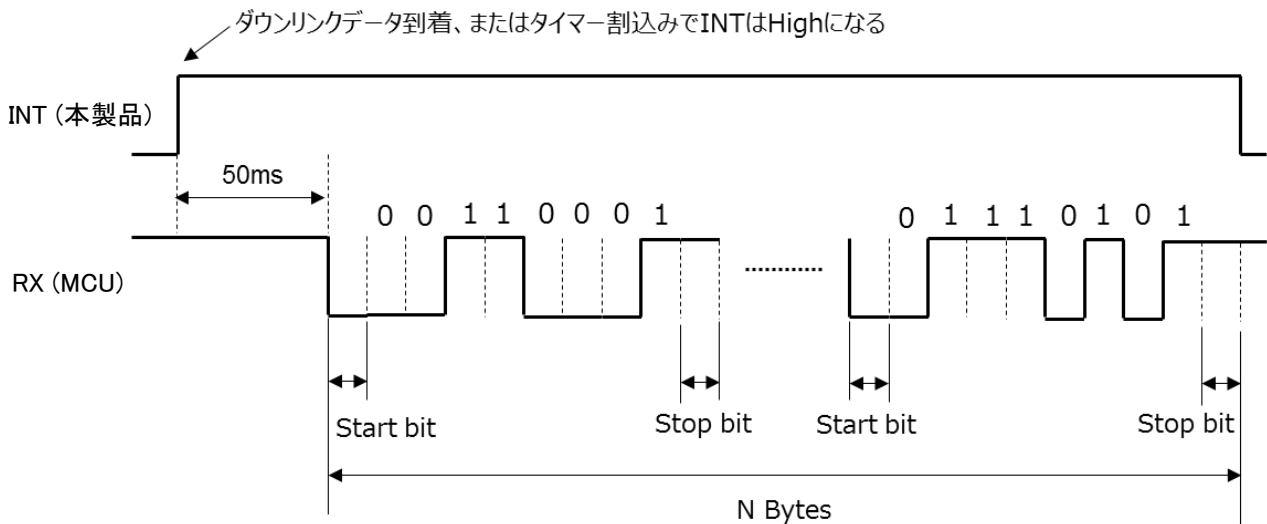 ダウンリンクデータ到着、またはタイマー割込みでINTはHighになる
INT (本製品)
50ms
0 0 1 1 0 0 0 1 0 1 1 1 0 1 0 1
RX (MCU)
............
Start bit Stop bit Start bit Stop bit
N Bytes